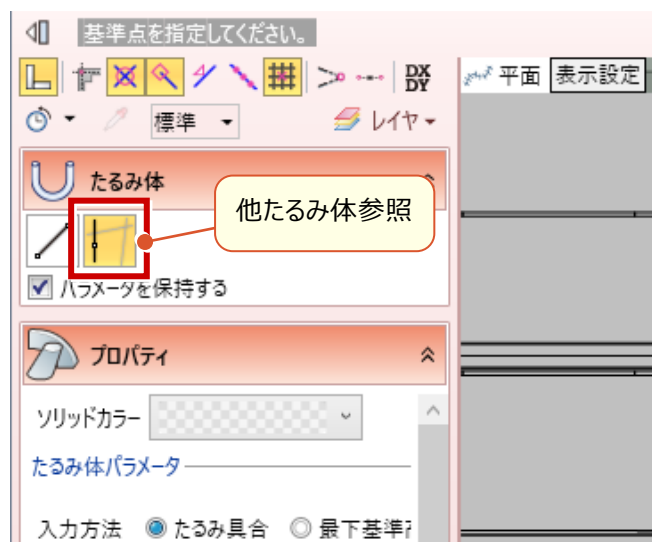 基準点を指定してください。
DX
DY
平面 表示設定
標準 レイヤ
たるみ体
他たるみ体参照
パラメータを保持する
プロパティ
ソリッドカラー
たるみ体パラメータ
入力方法 たるみ具合 最下基準